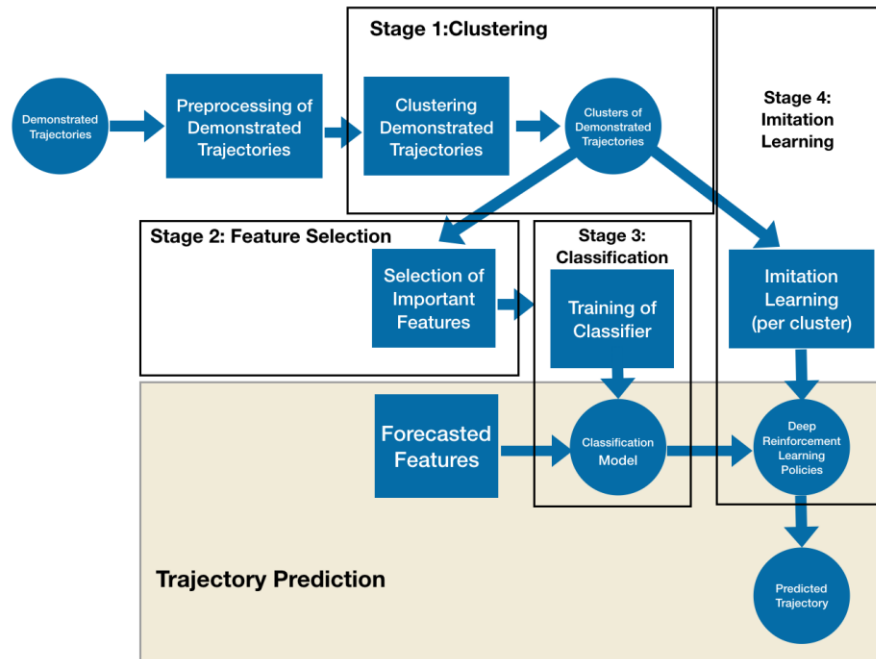 Stage 1:Clustering
Demonstrated
Trajectories
Preprocessing of
Demonstrated
Trajectories
Clustering
Demonstrated
Trajectories
Clusters of
Demonstrated
Trajectories
Stage 4:
Imitation
Learning
Stage 2: Feature Selection
Selection of
Important
Features
Stage 3:
Classification
Training of
Classifier
Imitation
Learning
(per cluster)
Forecasted
Features
Classification
Model
Deep
Reinforcement
Learning
Policies
Trajectory Prediction
Predicted
Trajectory